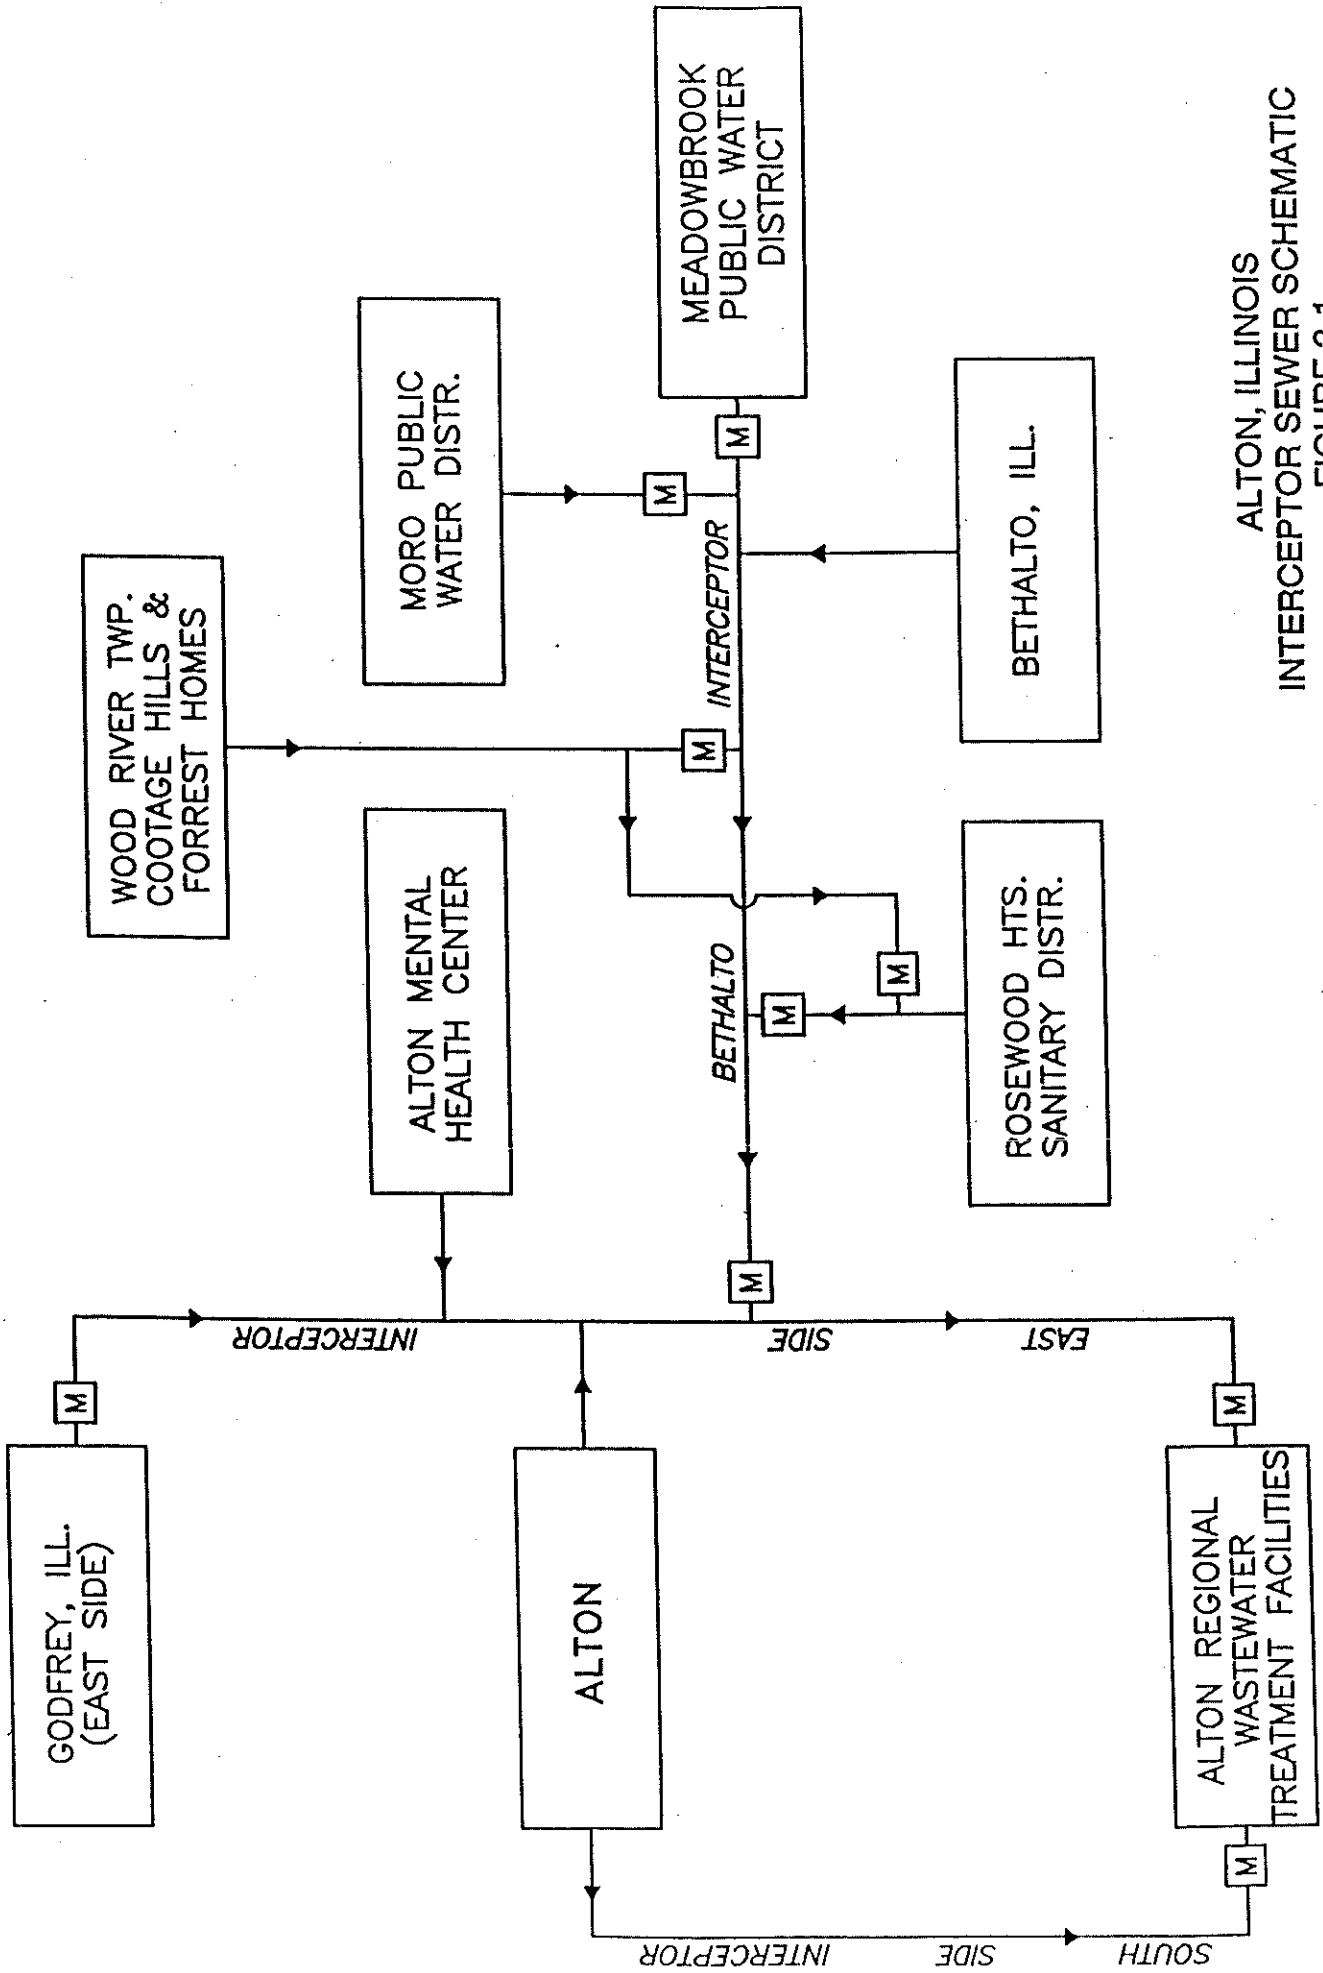 GODFREY, ILL.
(EAST SIDE)
M
WOOD RIVER TWP.
COOTAGE HILLS &
FORREST HOMES
INTERCEPTOR
ALTON MENTAL
HEALTH CENTER
MORO PUBLIC
WATER DISTR.
ALTON
M
M
M
INTERCEPTOR
BETHALTO
M
M
M
M
SIDE
MEADOWBROOK
PUBLIC WATER
DISTRICT
ROSEWOOD HTS.
SANITARY DISTR.
BETHALTO, ILL.
EAST
INTERCEPTOR
SIDE
SOUTH
M
M
ALTON REGIONAL
WASTEWATER
TREATMENT FACILITIES
ALTON, ILLINOIS
INTERCEPTOR SEWER SCHEMATIC